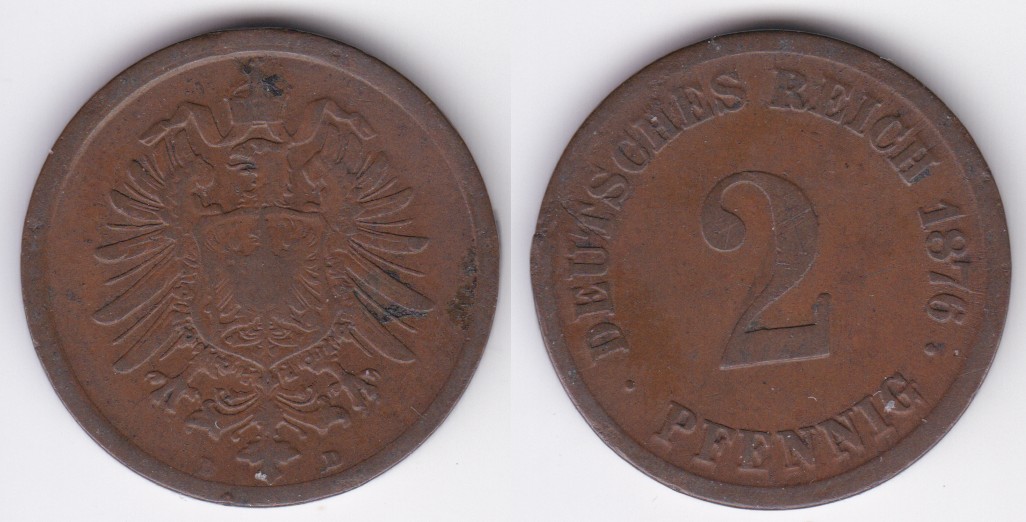 DEUTSCHES REICH 1876.
2
· PFENNIG
D